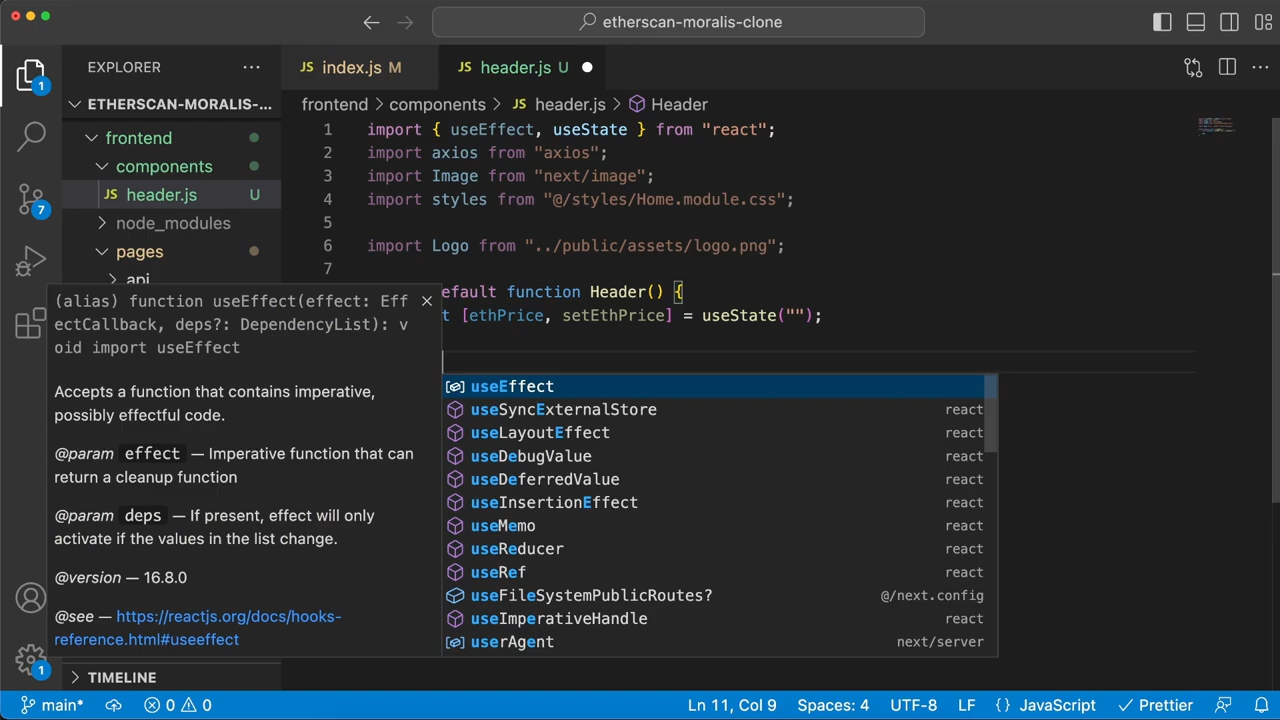 etherscan-moralis-clone
EXPLORER
ETHERSCAN-MORALIS-...
frontend
components
JS header.js U
node_modules
pages
api
JS index.js M
JS header.js U
frontend > components > JS header.js > Header
1 import { useEffect, useState } from "react";
2 import axios from "axios";
3 import Image from "next/image";
4 import styles from "@/styles/Home.module.css";
5
6 import Logo from "../public/assets/logo.png";
7
efault function Header() {
t [ethPrice, setEthPrice] = useState("");
(alias) function useEffect(effect: Eff
ectCallback, deps?: DependencyList): v
oid import useEffect
Accepts a function that contains imperative,
possibly effectful code.
@param effect — Imperative function that can
return a cleanup function
@param deps — If present, effect will only
activate if the values in the list change.
@version — 16.8.0
@see — https://reactjs.org/docs/hooks-
reference.html#useeffect
useEffect
useSyncExternalStore react
useLayoutEffect react
useDebugValue react
useDeferredValue react
useInsertionEffect react
useMemo react
useReducer react
useRef react
useFileSystemPublicRoutes? @/next.config
useImperativeHandle react
userAgent next/server
1
7
1
TIMELINE
main* 0 0 Ln 11, Col 9 Spaces: 4 UTF-8 LF {} JavaScript Prettier